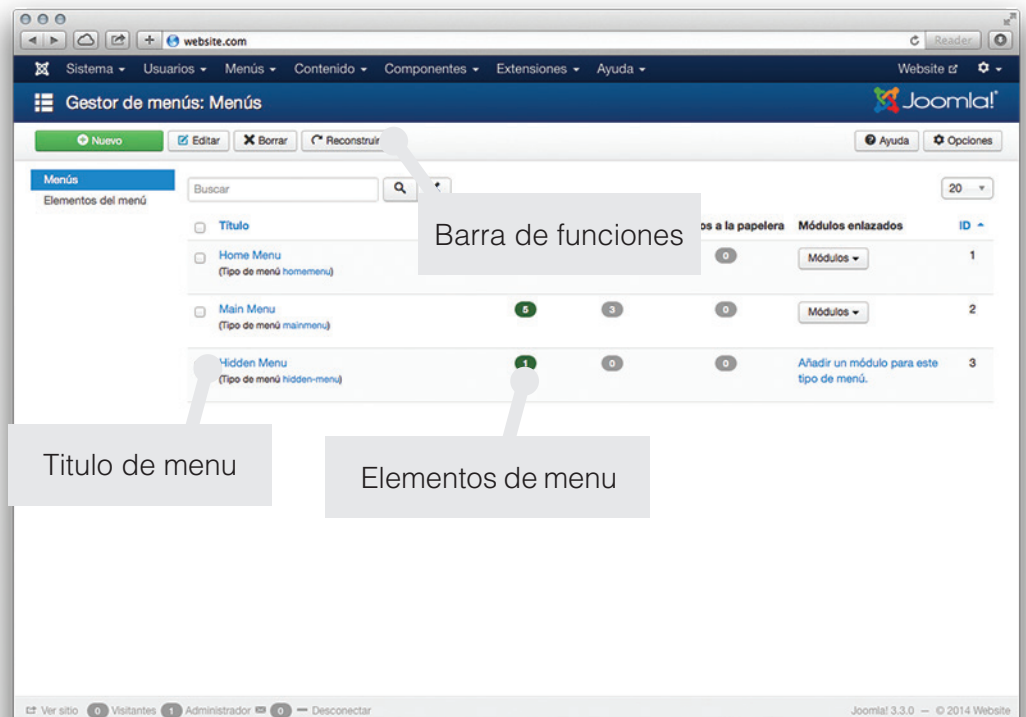 website.com Reader
Sistema Usuarios Menús Contenido Componentes Extensiones Ayuda Website
Gestor de menús: Menús Joomla!
Nuevo Editar Borrar Reconstruir Ayuda Opciones
Menús
Elementos del menú
Buscar 20
Barra de funciones
Título a la papelera Módulos enlazados ID
Home Menu 0 Módulos 1
(Tipo de menú homemenu)
Main Menu 5 3 0 Módulos 2
(Tipo de menú mainmenu)
Hidden Menu 1 0 0 Añadir un módulo para este 3
(Tipo de menú hidden-menu) tipo de menú.
Titulo de menu
Elementos de menu
Ver sitio 0 Visitantes 1 Administrador 0 Desconectar Joomla! 3.3.0 — © 2014 Website